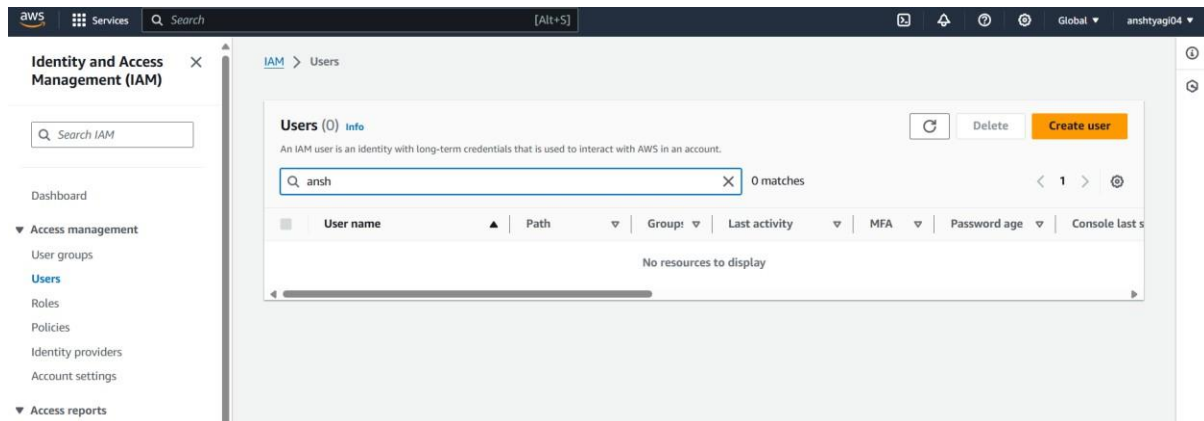 aws Services Search [Alt+S] Global anshtyagi04
Identity and Access
Management (IAM)
Search IAM
Dashboard
Access management
User groups
Users
Roles
Policies
Identity providers
Account settings
Access reports
IAM > Users
Users (0) Info
Delete Create user
An IAM user is an identity with long-term credentials that is used to interact with AWS in an account.
ansh 0 matches 1
User name Path Group: Last activity MFA Password age Console last s
No resources to display